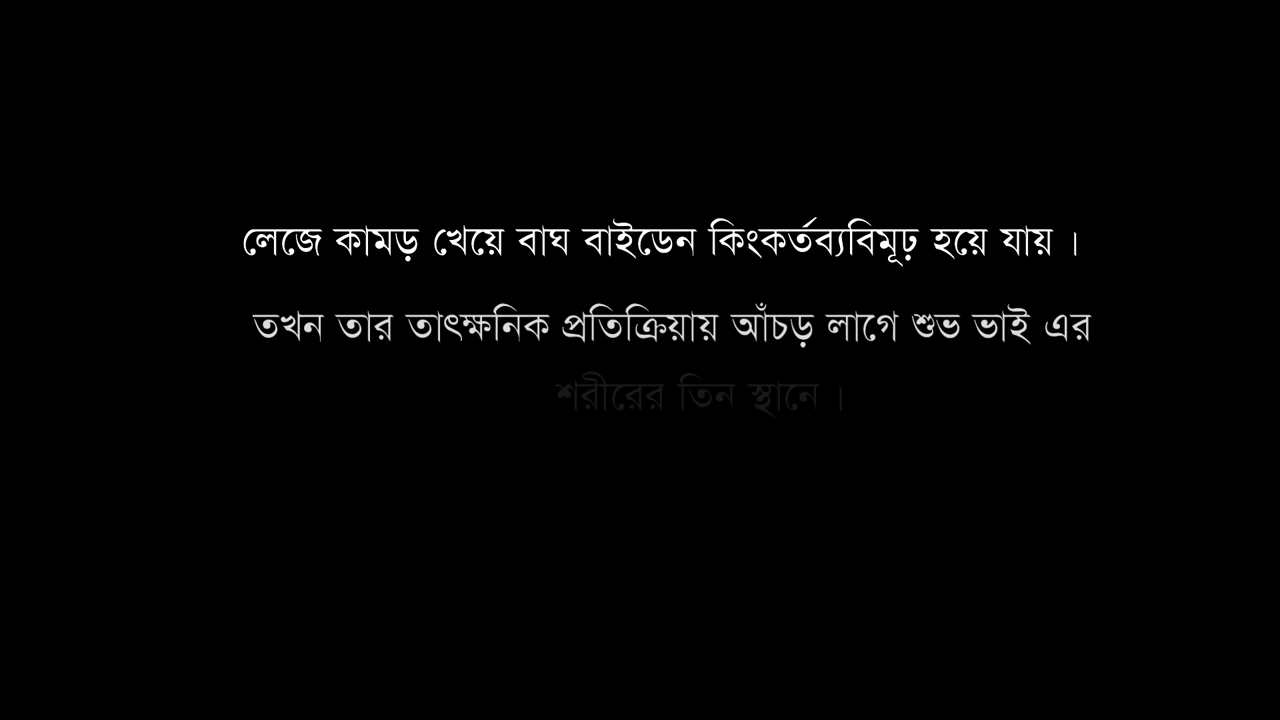 লেজে কামড় খেয়ে বাঘ বাইডেন কিংকর্তব্যবিমূঢ় হয়ে যায় ।
তখন তার তাৎক্ষনিক প্রতিক্রিয়ায় আঁচড় লাগে শুভ ভাই এর
শরীরের তিন স্থানে ।